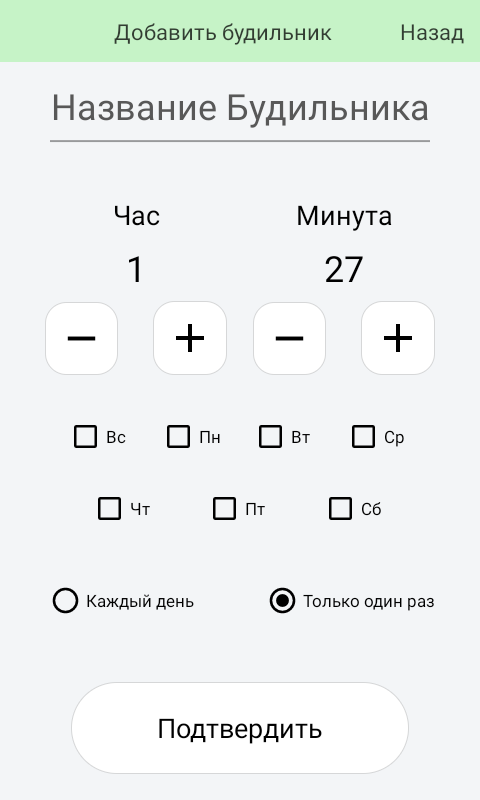 Добавить будильник Назад
Название Будильника
Час Минута
1 27
Вс Пн Вт Ср
Чт Пт Сб
Каждый день Только один раз
Подтвердить